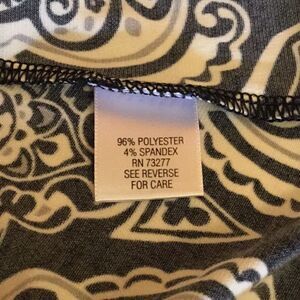 96% POLYESTER
4% SPANDEX
RN 73277
SEE REVERSE
FOR CARE